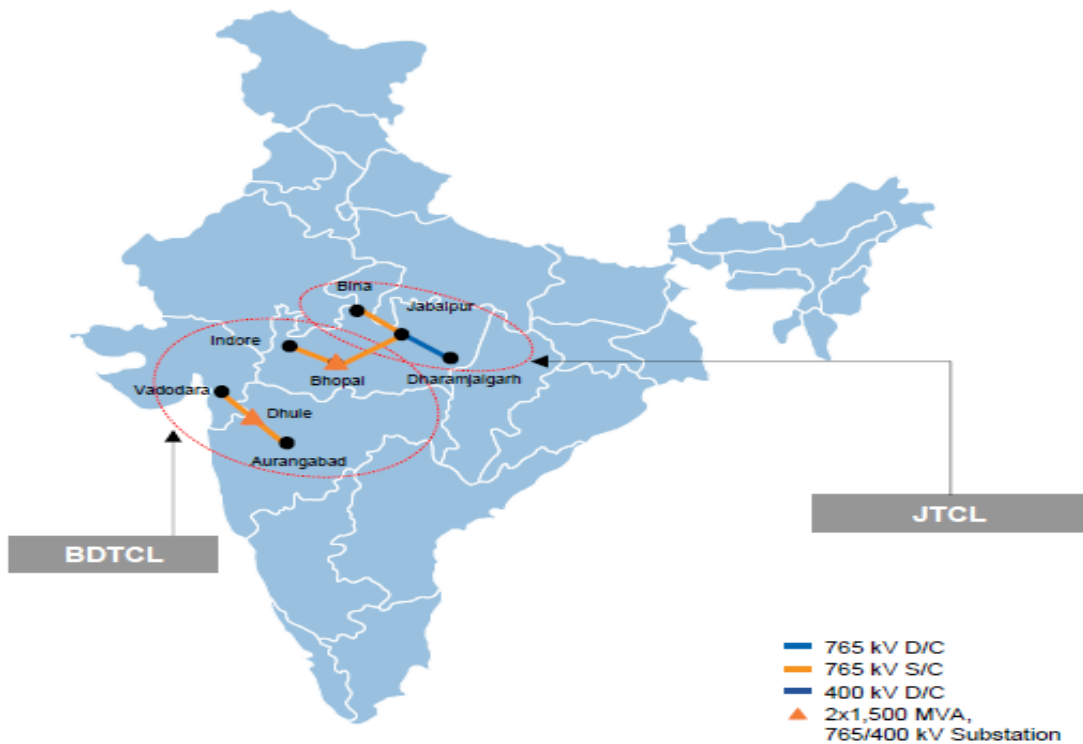 Bina
Jabalpur
Indore
Bhopal
Dharamjaigarh
Vadodara
Dhule
Aurangabad
JTCL
BDTCL
765 kV D/C
765 kV S/C
400 kV D/C
2x1,500 MVA,
765/400 kV Substation